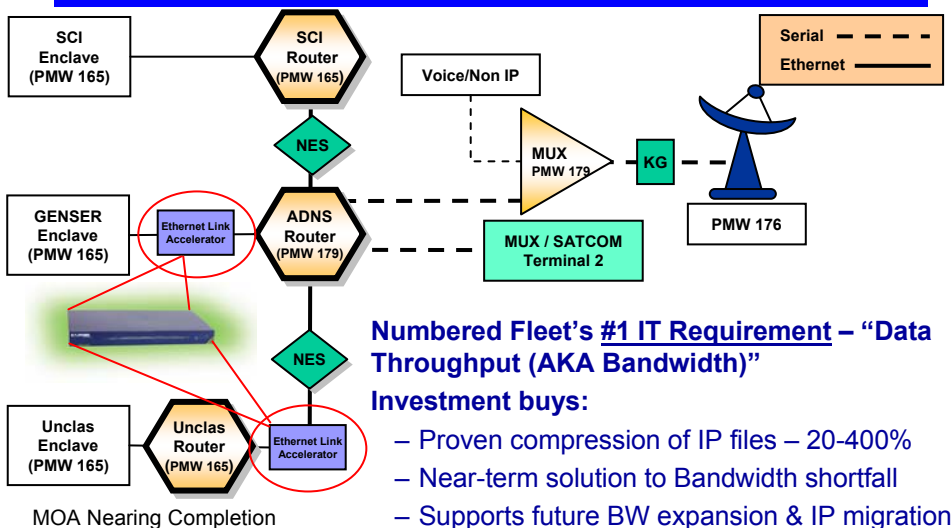 SCI
Enclave
(PMW 165)
SCI
Router
(PMW 165)
Voice/Non IP
Serial
Ethernet
NES
MUX
PMW 179
KG
PMW 176
GENSER
Enclave
(PMW 165)
Ethernet Link
Accelerator
ADNS
Router
(PMW 179)
MUX / SATCOM
Terminal 2
NES
Unclas
Enclave
(PMW 165)
Unclas
Router
(PMW 165)
Ethernet Link
Accelerator
MOA Nearing Completion
Numbered Fleet's #1 IT Requirement – “Data
Throughput (AKA Bandwidth)”
Investment buys:
– Proven compression of IP files – 20-400%
– Near-term solution to Bandwidth shortfall
– Supports future BW expansion & IP migration